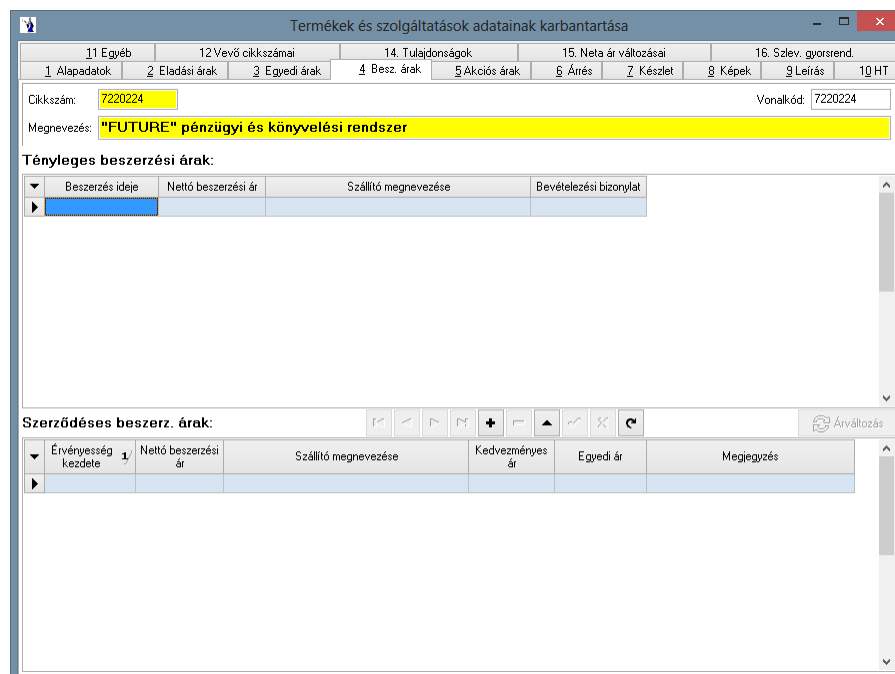 Termékek és szolgáltatások adatainak karbantartása
11 Egyéb 12 Vevő cikkszámai 14. Tulajdonságok 15. Neta ár változásai 16. Szlev. gyorsrend.
1 Alapadatok 2 Eladási árak 3 Egyedi árak 4 Besz. árak 5 Akciós árak 6 Árrés 7 Készlet 8 Képek 9 Leírás 10 HT
Cikkszám: 7220224 Vonalkód: 7220224
Megnevezés: "FUTURE" pénzügyi és könyvelési rendszer
Tényleges beszerzési árak:
Beszerzés ideje Nettó beszerzési ár Szállító megnevezése Bevételezési bizonylat
Szerződéses beszerz. árak: Árváltozás
Érvényesség kezdete 1 Nettó beszerzési ár Szállító megnevezése Kedvezményes ár Egyedi ár Megjegyzés